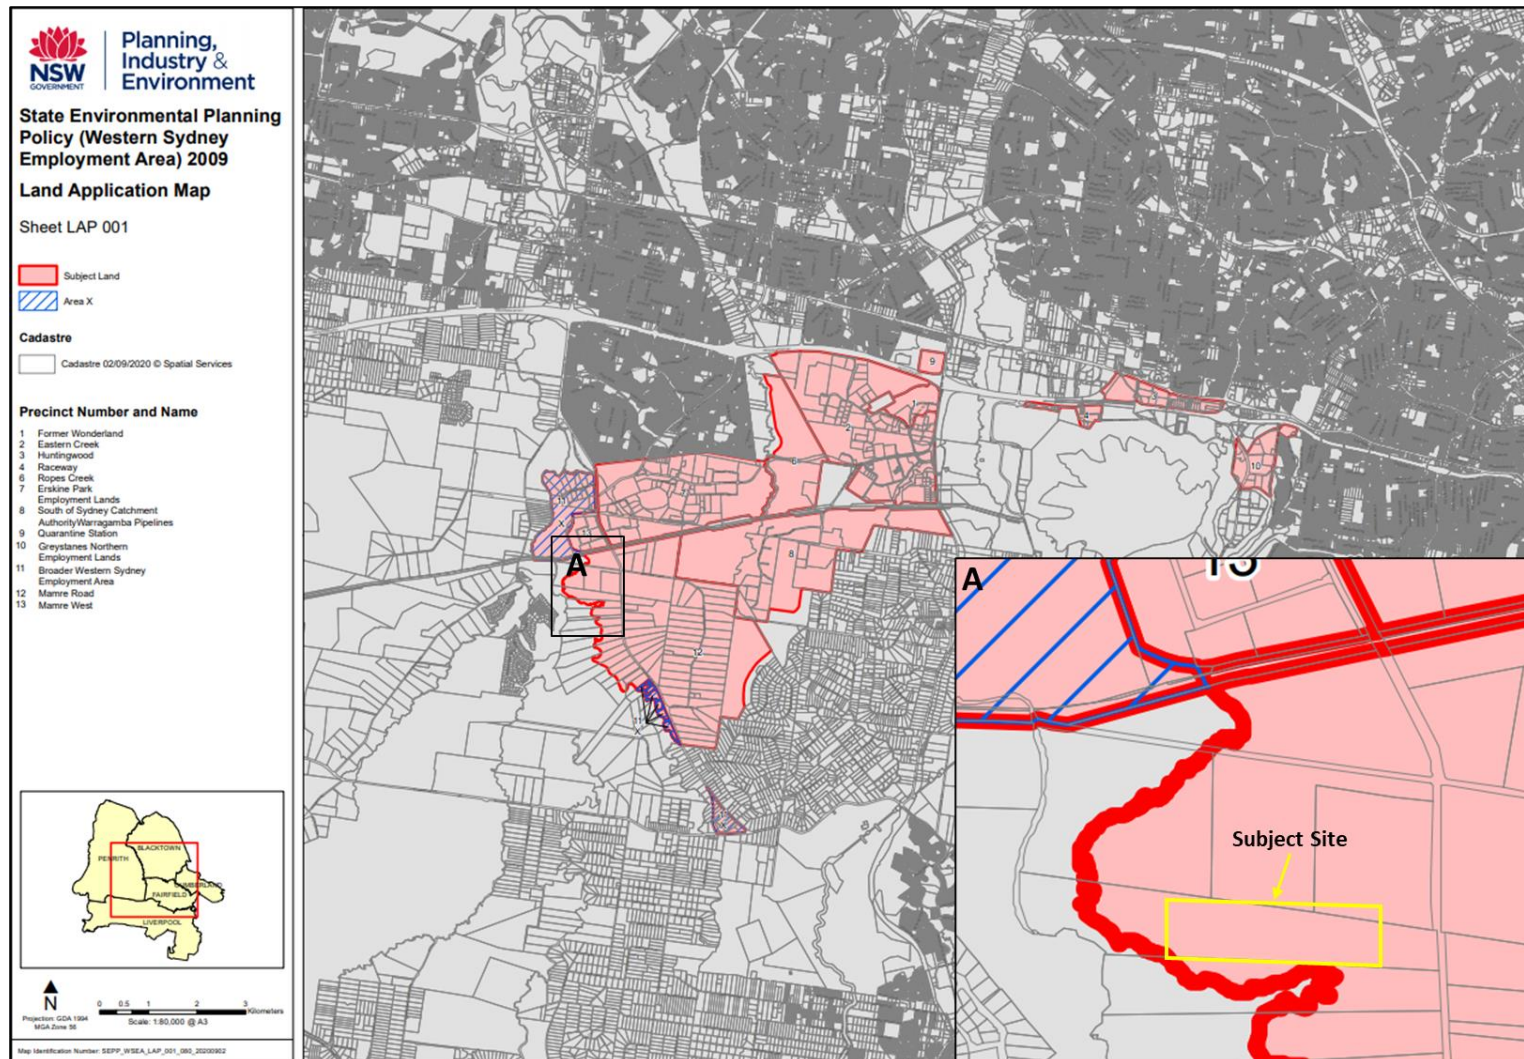 NSW
GOVERNMENT
Planning,
Industry &
Environment
State Environmental Planning
Policy (Western Sydney
Employment Area) 2009
Land Application Map
Sheet LAP 001
Subject Land
Area X
Cadastre
Cadastre 02/09/2020 © Spatial Services
Precinct Number and Name
1 Former Wonderland
2 Eastern Creek
3 Huntingwood
4 Raceway
6 Ropes Creek
7 Erskine Park
Employment Lands
8 South of Sydney Catchment
AuthorityWarragamba Pipelines
9 Quarantine Station
10 Greystanes Northern
Employment Lands
11 Broader Western Sydney
Employment Area
12 Mamre Road
13 Mamre West
PENRITH
BLACKTOWN
CUMBERLAND
FAIRFIELD
LIVERPOOL
N
Projection: GDA 1994
MGA Zone 56
0 0.5 1 2 3
Kilometers
Scale: 1:80,000 @ A3
Map Identification Number: SEPP_WSEA_LAP_001_080_20200902
9
1
2
3
4
6
10
7
11
X
8
A
12
11
X
A
13
Subject Site